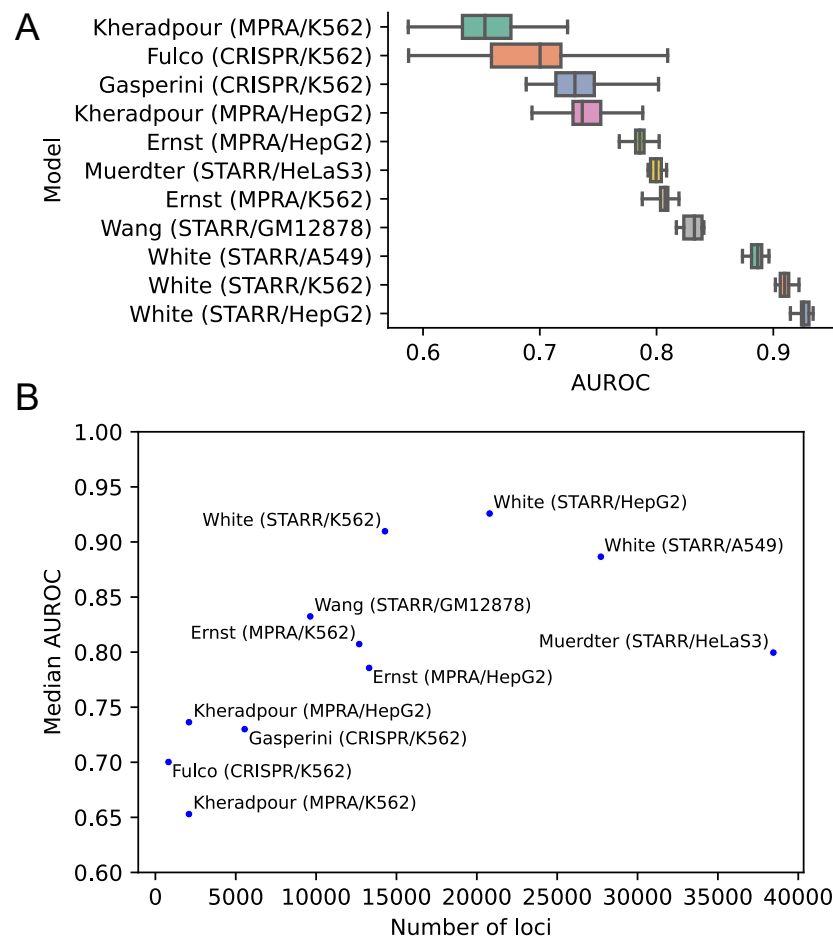 A
Model
Kheradpour (MPRA/K562)
Fulco (CRISPR/K562)
Gasperini (CRISPR/K562)
Kheradpour (MPRA/HepG2)
Ernst (MPRA/HepG2)
Muerdter (STARR/HeLaS3)
Ernst (MPRA/K562)
Wang (STARR/GM12878)
White (STARR/A549)
White (STARR/K562)
White (STARR/HepG2)
0.6 0.7 0.8 0.9
AUROC
B
Median AUROC
1.00
0.95
0.90
0.85
0.80
0.75
0.70
0.65
0.60
White (STARR/HepG2)
White (STARR/K562)
White (STARR/A549)
Wang (STARR/GM12878)
Ernst (MPRA/K562)
Muerdter (STARR/HeLaS3)
Ernst (MPRA/HepG2)
Kheradpour (MPRA/HepG2)
Gasperini (CRISPR/K562)
Fulco (CRISPR/K562)
Kheradpour (MPRA/K562)
0 5000 10000 15000 20000 25000 30000 35000 40000
Number of loci